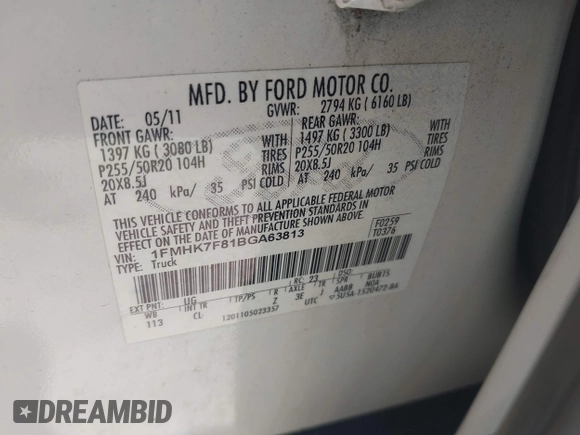 MFD. BY FORD MOTOR CO.
DATE: 05/11 GVWR: 2794 KG ( 6160 LB)
FRONT GAWR: REAR GAWR:
1397 KG ( 3080 LB) WITH 1497 KG ( 3300 LB) WITH
P255/50R20 104H TIRES P255/50R20 104H TIRES
20X8.5J RIMS 20X8.5J RIMS
AT 240 kPa/ 35 PSI COLD AT 240 kPa/ 35 PSI COLD
THIS VEHICLE CONFORMS TO ALL APPLICABLE FEDERAL MOTOR
VEHICLE SAFETY AND THEFT PREVENTION STANDARDS IN
EFFECT ON THE DATE OF MANUFACTURE SHOWN ABOVE.
VIN: 1FMHK7F81BGA63813 F0259
TYPE: Truck T0376
EXT PNT: UG RC: 23 DSO:
WB INT TR TP/PS R AXLE TR SPR BUBT5
113 CL Z 3E J AABB NOA
1201105023357 UTC
DREAMBID